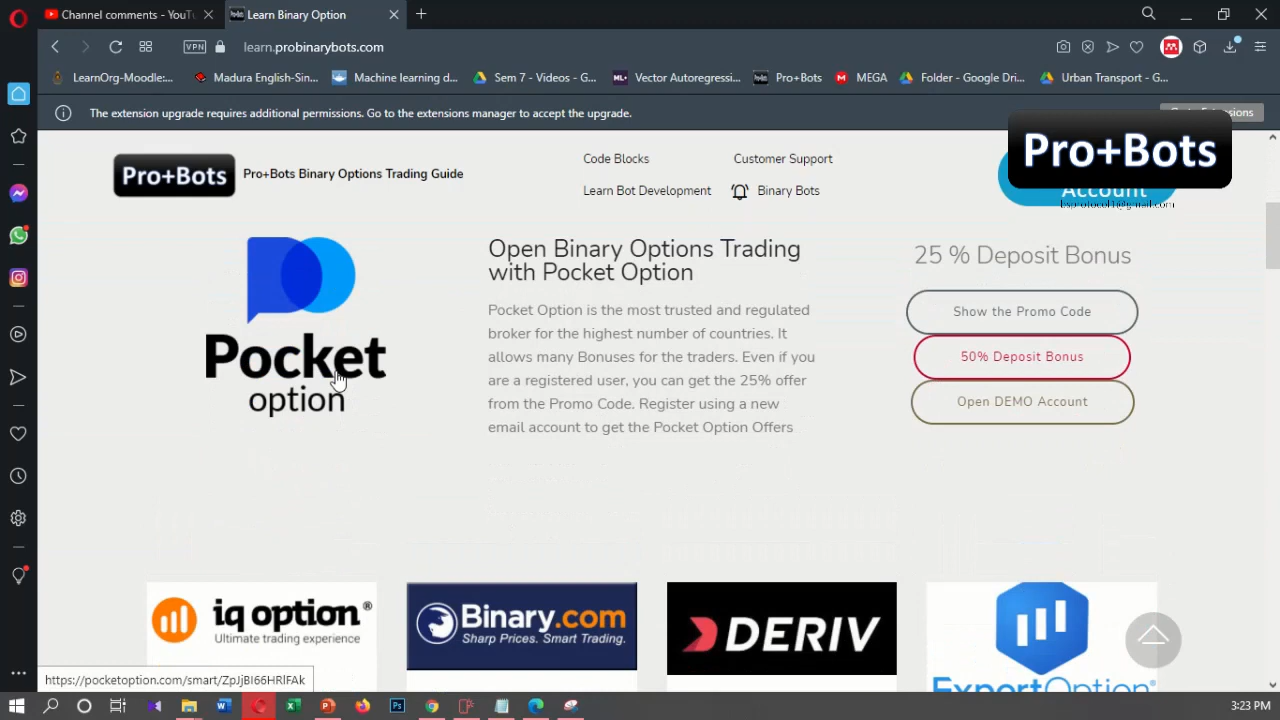 Channel comments - YouTu
Learn Binary Option
VPN
learn.probinarybots.com
LearnOrg-Moodle:...
Madura English-Sin...
Machine learning d...
Sem 7 - Videos - G...
ML+
Vector Autoregressi...
Pro+Bots
MEGA
Folder - Google Dri...
Urban Transport - G...
The extension upgrade requires additional permissions. Go to the extensions manager to accept the upgrade.
Pro+Bots
Pro+Bots Binary Options Trading Guide
Code Blocks
Customer Support
Learn Bot Development
Binary Bots
Pro+Bots
Account
bsprotocol1@gmail.com
Pocket
option
Open Binary Options Trading
with Pocket Option
Pocket Option is the most trusted and regulated
broker for the highest number of countries. It
allows many Bonuses for the traders. Even if you
are a registered user, you can get the 25% offer
from the Promo Code. Register using a new
email account to get the Pocket Option Offers
25 % Deposit Bonus
Show the Promo Code
50% Deposit Bonus
Open DEMO Account
iq option®
Ultimate trading experience
Binary.com
Sharp Prices. Smart Trading.
DERIV
ExpertOption
https://pocketoption.com/smart/ZpJjBI66HRlFAk
3:23 PM